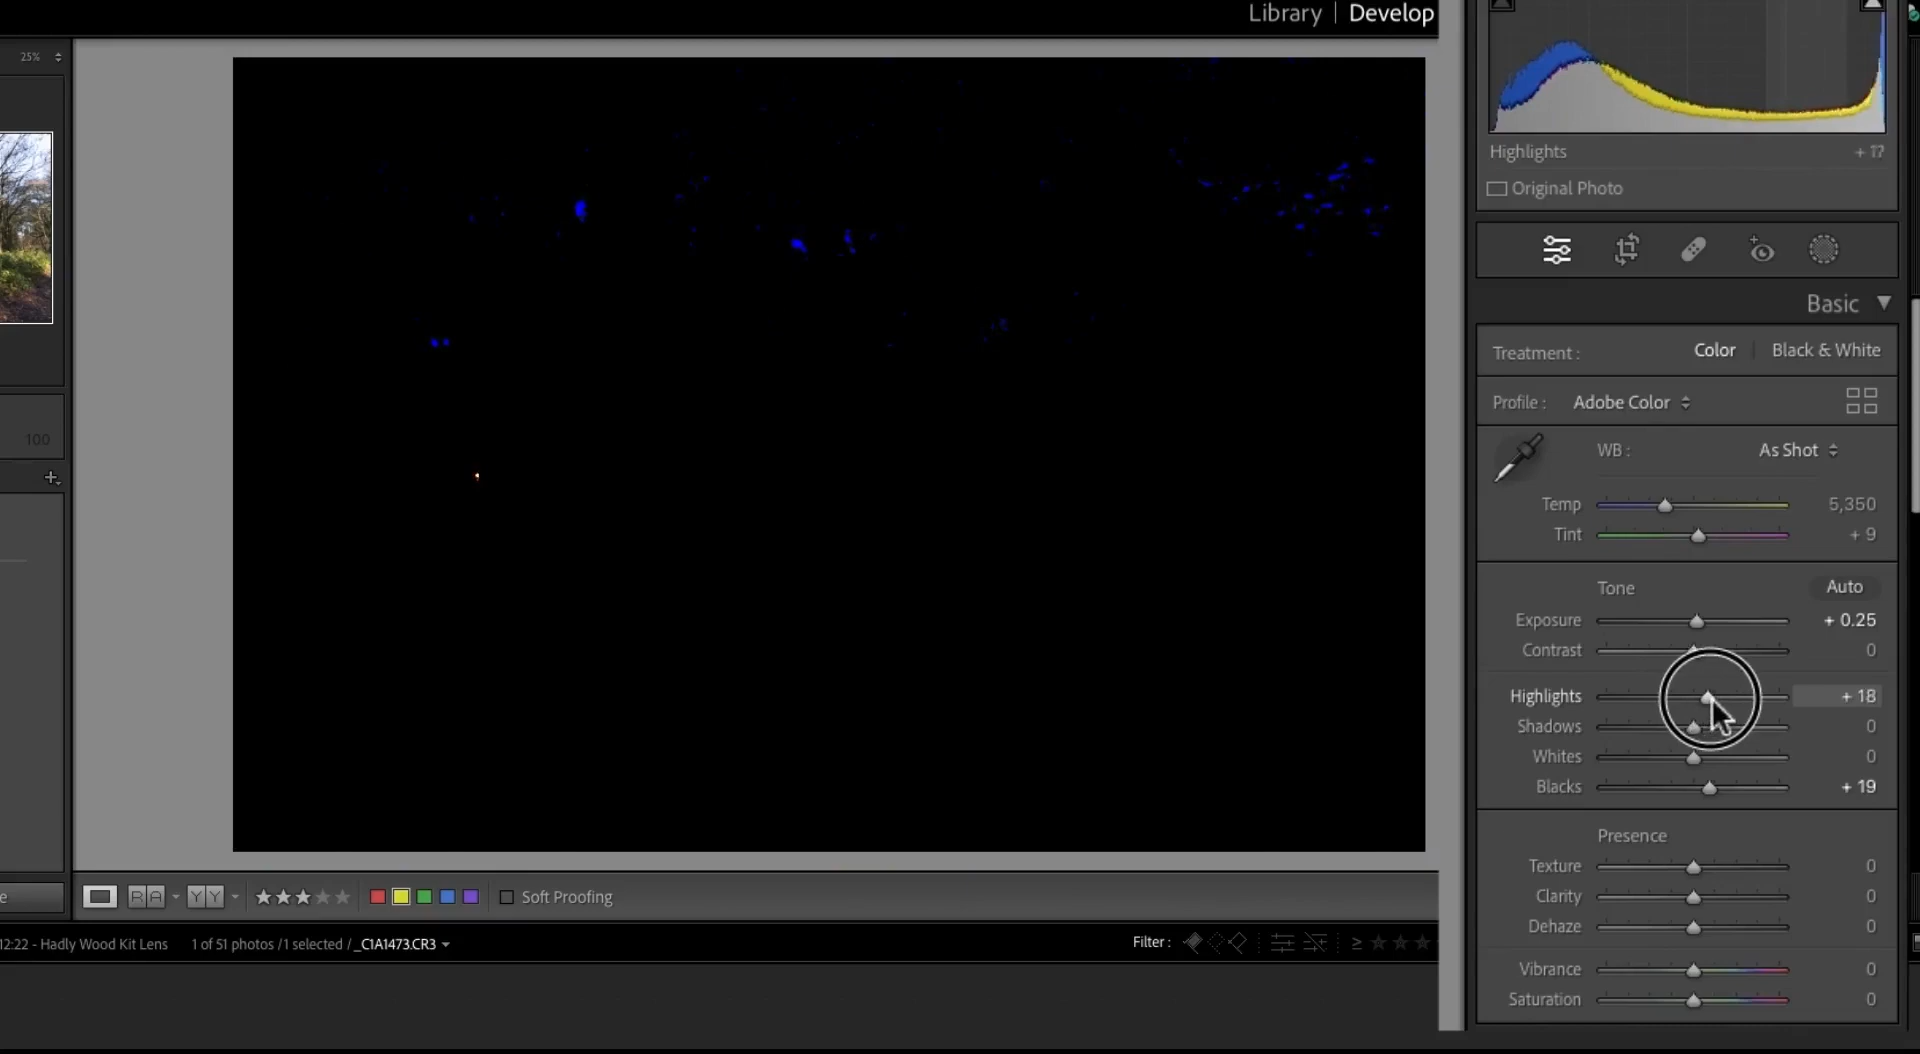 Library | Develop
25%
Highlights + 17
Original Photo
Basic
Treatment : Color Black & White
Profile : Adobe Color
WB : As Shot
Temp 5,350
Tint + 9
100
Tone Auto
Exposure + 0.25
Contrast 0
Highlights + 18
Shadows 0
Whites 0
Blacks + 19
Presence
Texture 0
Clarity 0
Dehaze 0
Vibrance 0
Saturation 0
e
R A Y Y Soft Proofing
12:22 - Hadly Wood Kit Lens 1 of 51 photos /1 selected / _C1A1473.CR3 Filter : ≥